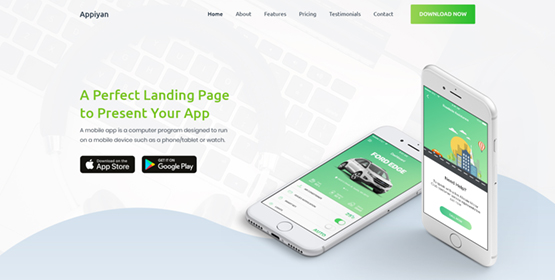 Appiyan
Home
About
Features
Pricing
Testimonials
Contact
DOWNLOAD NOW
A Perfect Landing Page
to Present Your App
A mobile app is a computer program designed to run
on a mobile device such as a phone/tablet or watch.
Download on the
App Store
GET IT ON
Google Play
FORD EDGE
Need Help?